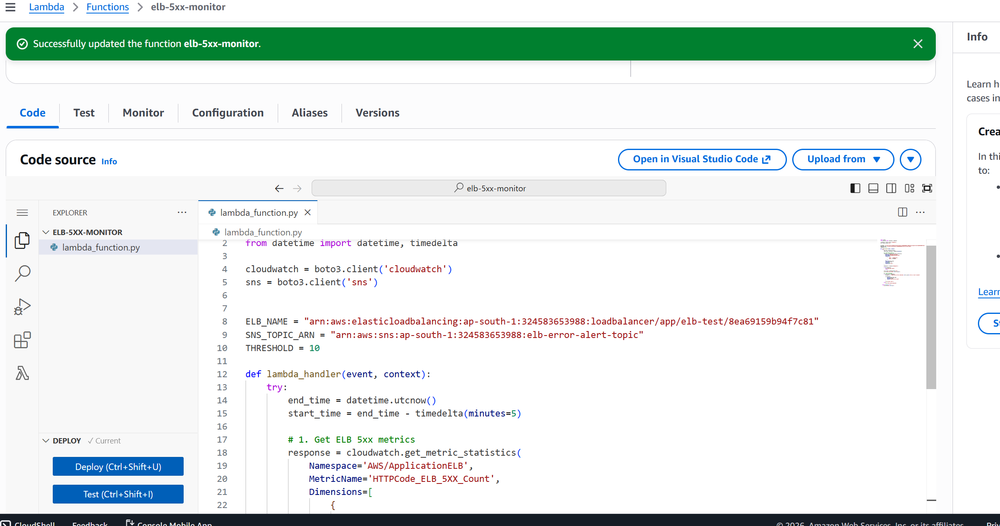 Lambda > Functions > elb-5xx-monitor
Successfully updated the function elb-5xx-monitor.
Info
Learn h
cases in
Code
Test
Monitor
Configuration
Aliases
Versions
Crea
In thi
to:
Learn
St
Code source Info
Open in Visual Studio Code
Upload from
elb-5xx-monitor
EXPLORER
lambda_function.py
ELB-5XX-MONITOR
lambda_function.py
lambda_function.py
2 from datetime import datetime, timedelta
3
4 cloudwatch = boto3.client('cloudwatch')
5 sns = boto3.client('sns')
6
7
8 ELB_NAME = "arn:aws:elasticloadbalancing:ap-south-1:324583653988:loadbalancer/app/elb-test/8ea69159b94f7c81"
9 SNS_TOPIC_ARN = "arn:aws:sns:ap-south-1:324583653988:elb-error-alert-topic"
10 THRESHOLD = 10
11
12 def lambda_handler(event, context):
13 try:
14 end_time = datetime.utcnow()
15 start_time = end_time - timedelta(minutes=5)
16
17 # 1. Get ELB 5xx metrics
18 response = cloudwatch.get_metric_statistics(
19 Namespace='AWS/ApplicationELB',
20 MetricName='HTTPCode_ELB_5XX_Count',
21 Dimensions=[
22 {
DEPLOY ✓ Current
Deploy (Ctrl+Shift+U)
Test (Ctrl+Shift+I)
CloudShell
Feedback
Console Mobile App
© 2026, Amazon Web Services, Inc. or its affiliates.
Priv